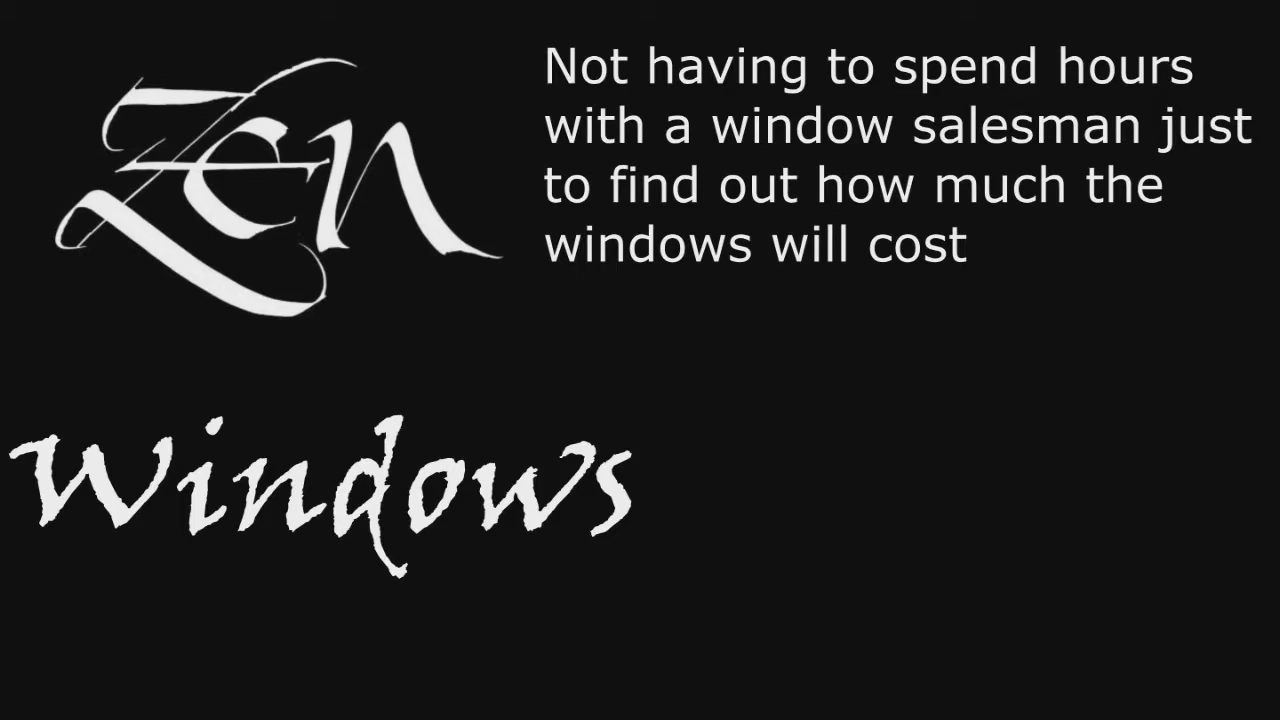 Zen
Not having to spend hours
with a window salesman just
to find out how much the
windows will cost
Windows